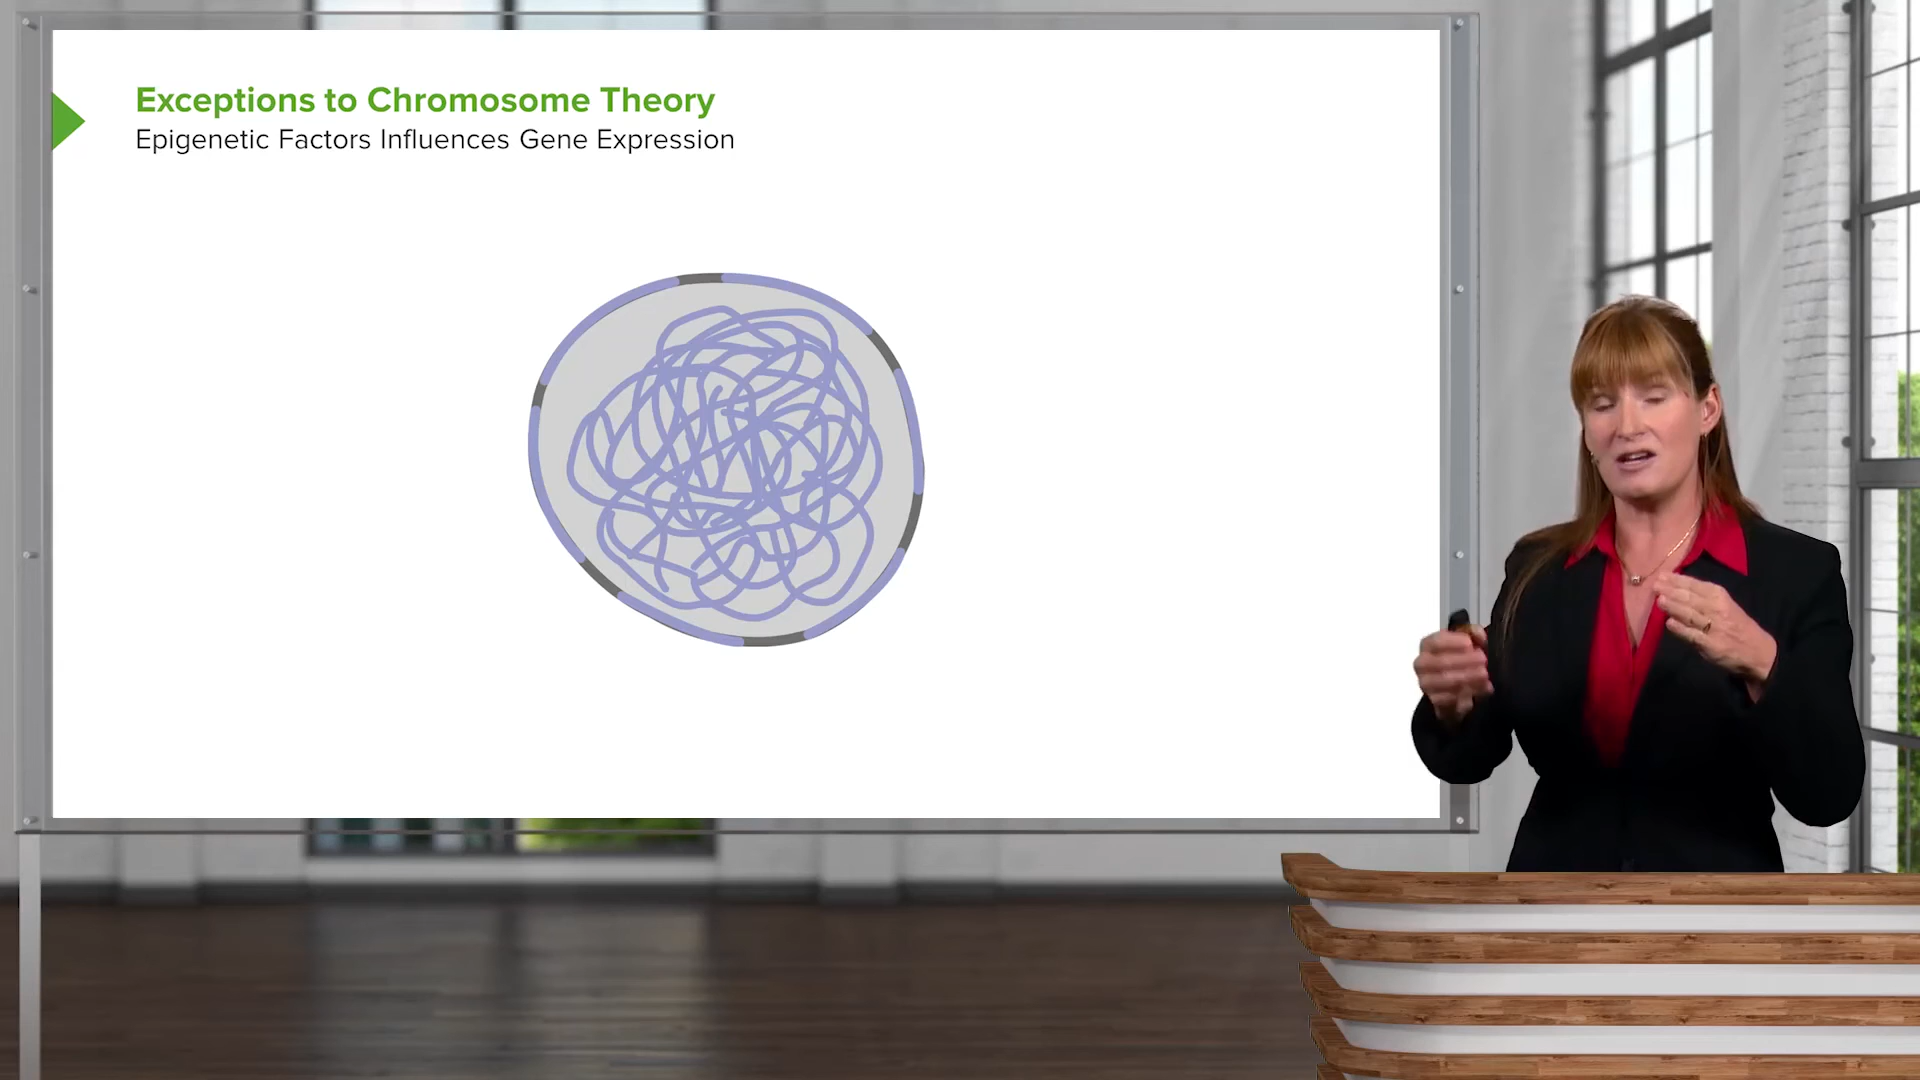 Exceptions to Chromosome Theory
Epigenetic Factors Influences Gene Expression